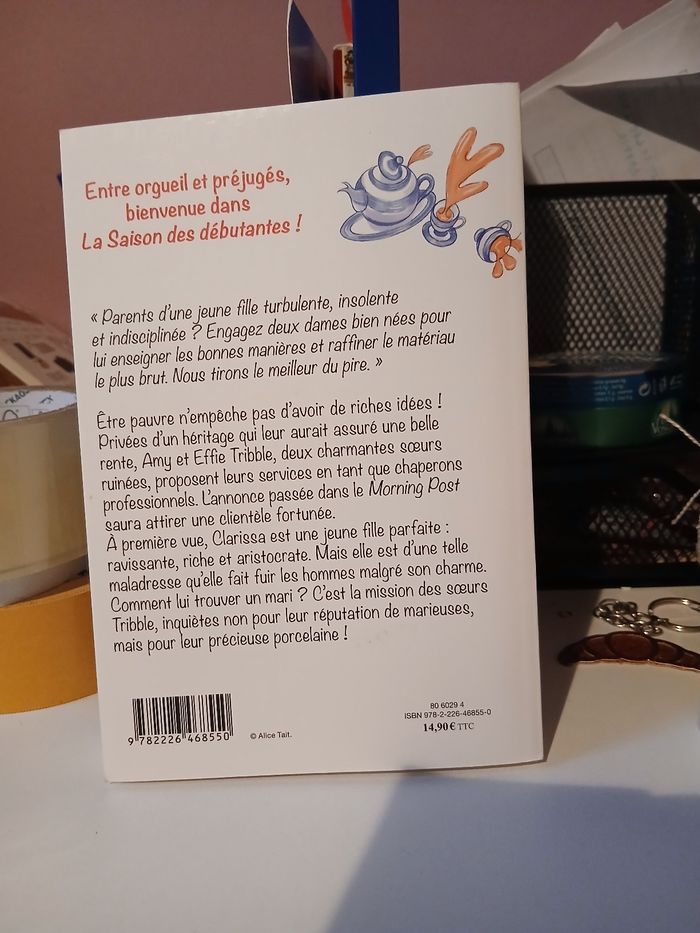 Entre orgueil et préjugés,
bienvenue dans
La Saison des débutantes !
« Parents d'une jeune fille turbulente, insolente
et indisciplinée ? Engagez deux dames bien nées pour
lui enseigner les bonnes manières et raffiner le matériau
le plus brut. Nous tirons le meilleur du pire. »
Être pauvre n'empêche pas d'avoir de riches idées !
Privées d'un héritage qui leur aurait assuré une belle
rente, Amy et Effie Tribble, deux charmantes sœurs
ruinées, proposent leurs services en tant que chaperons
professionnels. L'annonce passée dans le Morning Post
saura attirer une clientèle fortunée.
À première vue, Clarissa est une jeune fille parfaite :
ravissante, riche et aristocrate. Mais elle est d'une telle
maladresse qu'elle fait fuir les hommes malgré son charme.
Comment lui trouver un mari ? C'est la mission des sœurs
Tribble, inquiètes non pour leur réputation de marieuses,
mais pour leur précieuse porcelaine !
9 782226 468550
© Alice Tait.
80 6029 4
ISBN 978-2-226-46855-0
14,90 € TTC